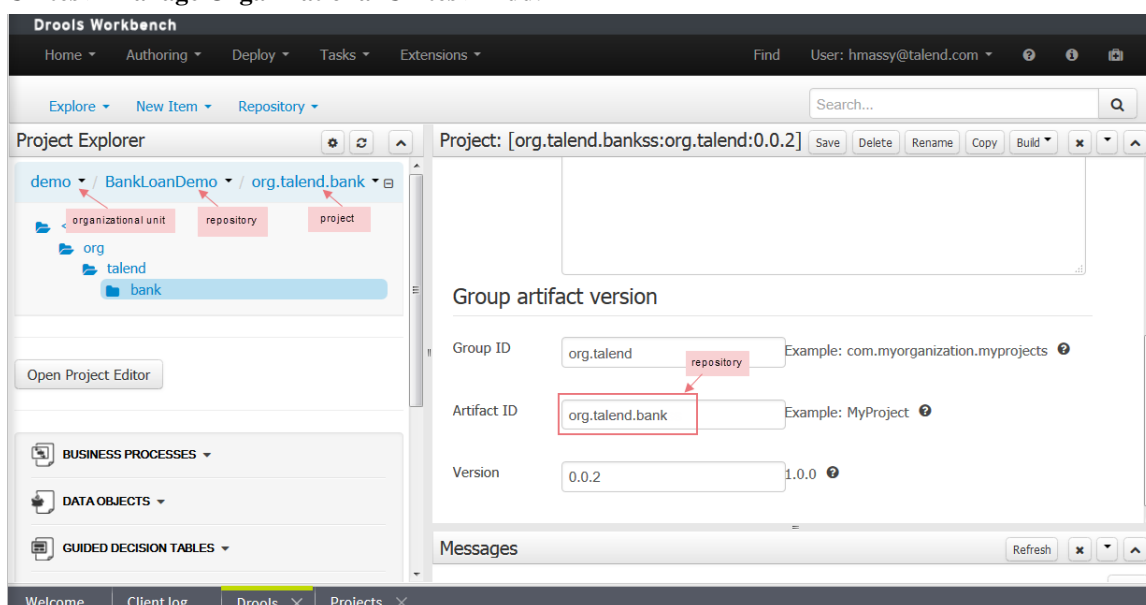 Drools Workbench
Home Authoring Deploy Tasks Extensions Find User: hmassy@talend.com
Explore New Item Repository Search...
Project Explorer
Project: [org.talend.bankss:org.talend:0.0.2] Save Delete Rename Copy Build
demo / BankLoanDemo / org.talend.bank
organizational unit repository project
<
org
talend
bank
Group artifact version
Group ID org.talend Example: com.myorganization.myprojects
repository
Open Project Editor
Artifact ID org.talend.bank Example: MyProject
BUSINESS PROCESSES
Version 0.0.2 1.0.0
DATA OBJECTS
GUIDED DECISION TABLES
Messages Refresh
Welcome Client log Drools Projects